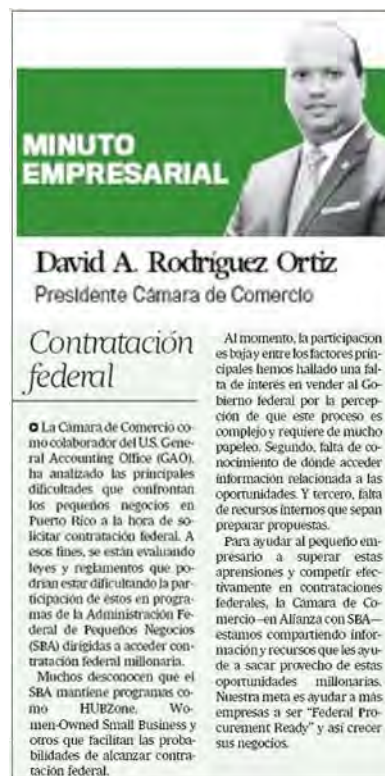 MINUTO
EMPRESARIAL
David A. Rodríguez Ortiz
Presidente Cámara de Comercio
Contratación
federal
La Cámara de Comercio co-
mo colaborador del U.S. Gene-
ral Accounting Office (GAO),
ha analizado las principales
dificultades que confrontan
los pequeños negocios en
Puerto Rico a la hora de so-
licitar contratación federal. A
esos fines, se están evaluando
leyes y reglamentos que po-
drían estar dificultando la par-
ticipación de éstos en progra-
mas de la Administración Fe-
deral de Pequeños Negocios
(SBA) dirigidas a acceder con-
tratación federal millonaria.
Muchos desconocen que el
SBA mantiene programas co-
mo HUBZone, Wo-
men-Owned Small Business y
otros que facilitan las proba-
bilidades de alcanzar contra-
tación federal.
Al momento, la participación
es baja y entre los factores prin-
cipales hemos hallado una fal-
ta de interés en vender al Go-
bierno federal por la percep-
ción de que este proceso es
complejo y requiere de mucho
papeleo. Segundo, falta de co-
nocimiento de dónde acceder
información relacionada a las
oportunidades. Y tercero, falta
de recursos internos que sepan
preparar propuestas.
Para ayudar al pequeño em-
presario a superar estas
aprensiones y competir efec-
tivamente en contrataciones
federales, la Cámara de Co-
mercio —en Alianza con SBA—
estamos compartiendo infor-
mación y recursos que les ayu-
de a sacar provecho de estas
oportunidades millonarias.
Nuestra meta es ayudar a más
empresas a ser “Federal Pro-
curement Ready” y así crecer
sus negocios.